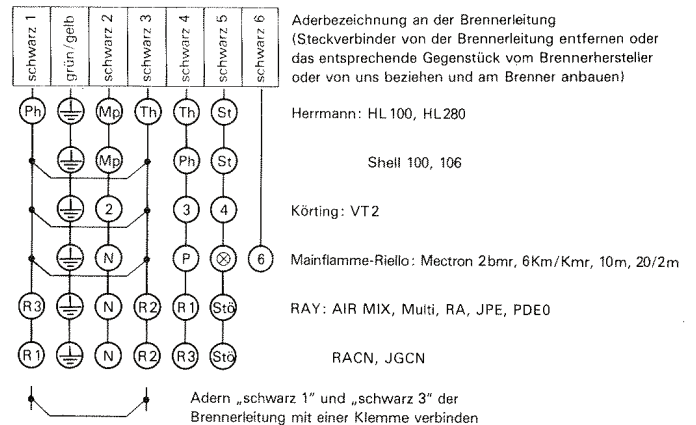 schwarz 1
grün/gelb
schwarz 2
schwarz 3
schwarz 4
schwarz 5
schwarz 6
Aderbezeichnung an der Brennerleitung
(Steckverbinder von der Brennerleitung entfernen oder
das entsprechende Gegenstück vom Brennerhersteller
oder von uns beziehen und am Brenner anbauen)
Ph Mp Th Th St Herrmann: HL 100, HL 280
Mp Ph St Shell 100, 106
2 3 4 Körting: VT 2
N P 6 Mainflamme-Riello: Mectron 2bmr, 6Km/Kmr, 10m, 20/2m
R3 N R2 R1 Stö RAY: AIR MIX, Multi, RA, JPE, PDE0
R1 N R2 R3 Stö RACN, JGCN
Adern „schwarz 1" und „schwarz 3" der
Brennerleitung mit einer Klemme verbinden